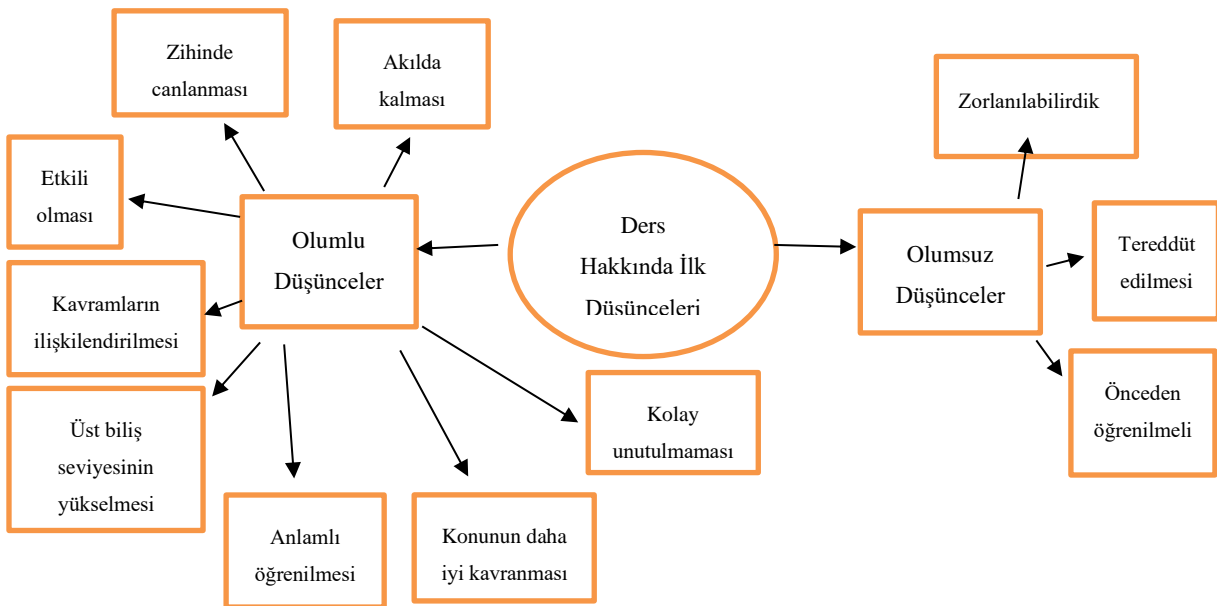 Zihinde
canlanması
Akılda
kalması
Zorlanılabilirdik
Etkili
olması
Olumlu
Düşünceler
Ders
Hakkında İlk
Düşünceleri
Olumsuz
Düşünceler
Tereddüt
edilmesi
Kavramların
ilişkilendirilmesi
Önceden
öğrenilmeli
Kolay
unutulmaması
Üst biliş
seviyesinin
yükselmesi
Anlamlı
öğrenilmesi
Konunun daha
iyi kavranması